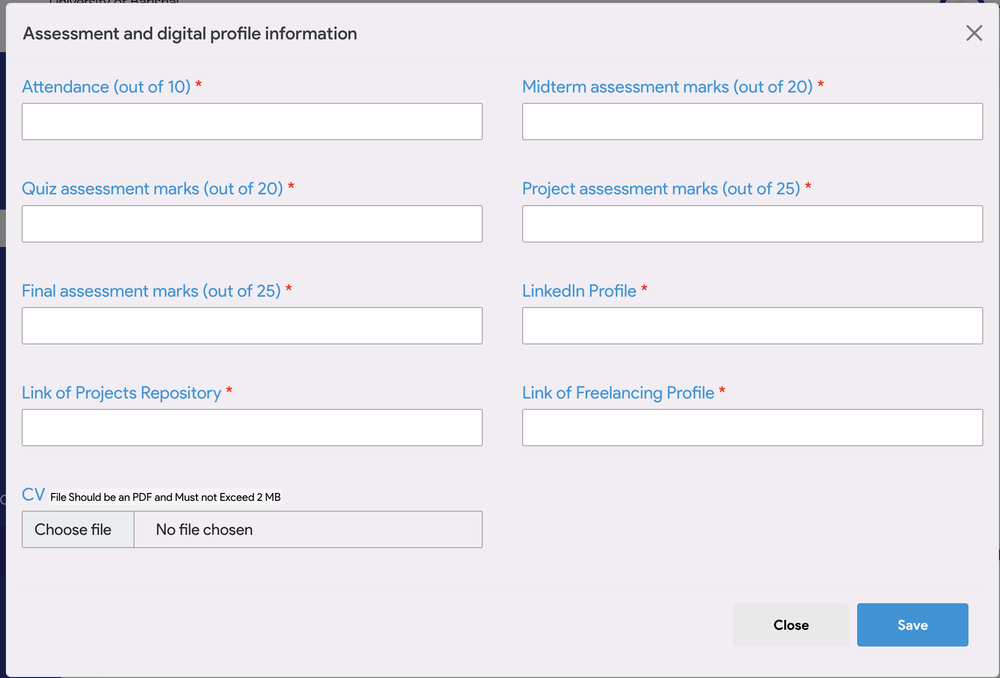 University of Barishal
Assessment and digital profile information
Attendance (out of 10) *
Midterm assessment marks (out of 20) *
Quiz assessment marks (out of 20) *
Project assessment marks (out of 25) *
Final assessment marks (out of 25) *
LinkedIn Profile *
Link of Projects Repository *
Link of Freelancing Profile *
CV File Should be an PDF and Must not Exceed 2 MB
Choose file No file chosen
Close Save